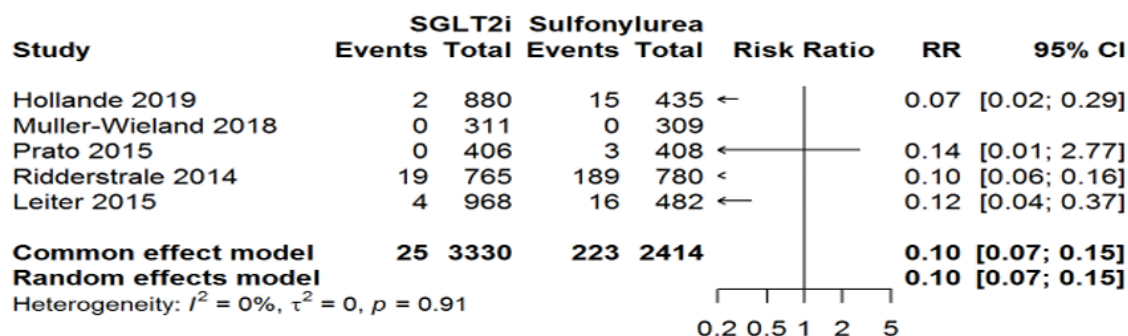 SGLT2i Sulfonylurea
Study Events Total Events Total Risk Ratio RR 95% CI
Hollande 2019 2 880 15 435 0.07 [0.02; 0.29]
Muller-Wieland 2018 0 311 0 309
Prato 2015 0 406 3 408 0.14 [0.01; 2.77]
Ridderstrale 2014 19 765 189 780 0.10 [0.06; 0.16]
Leiter 2015 4 968 16 482 0.12 [0.04; 0.37]
Common effect model 25 3330 223 2414 0.10 [0.07; 0.15]
Random effects model 0.10 [0.07; 0.15]
Heterogeneity: I² = 0%, τ² = 0, p = 0.91
0.2 0.5 1 2 5